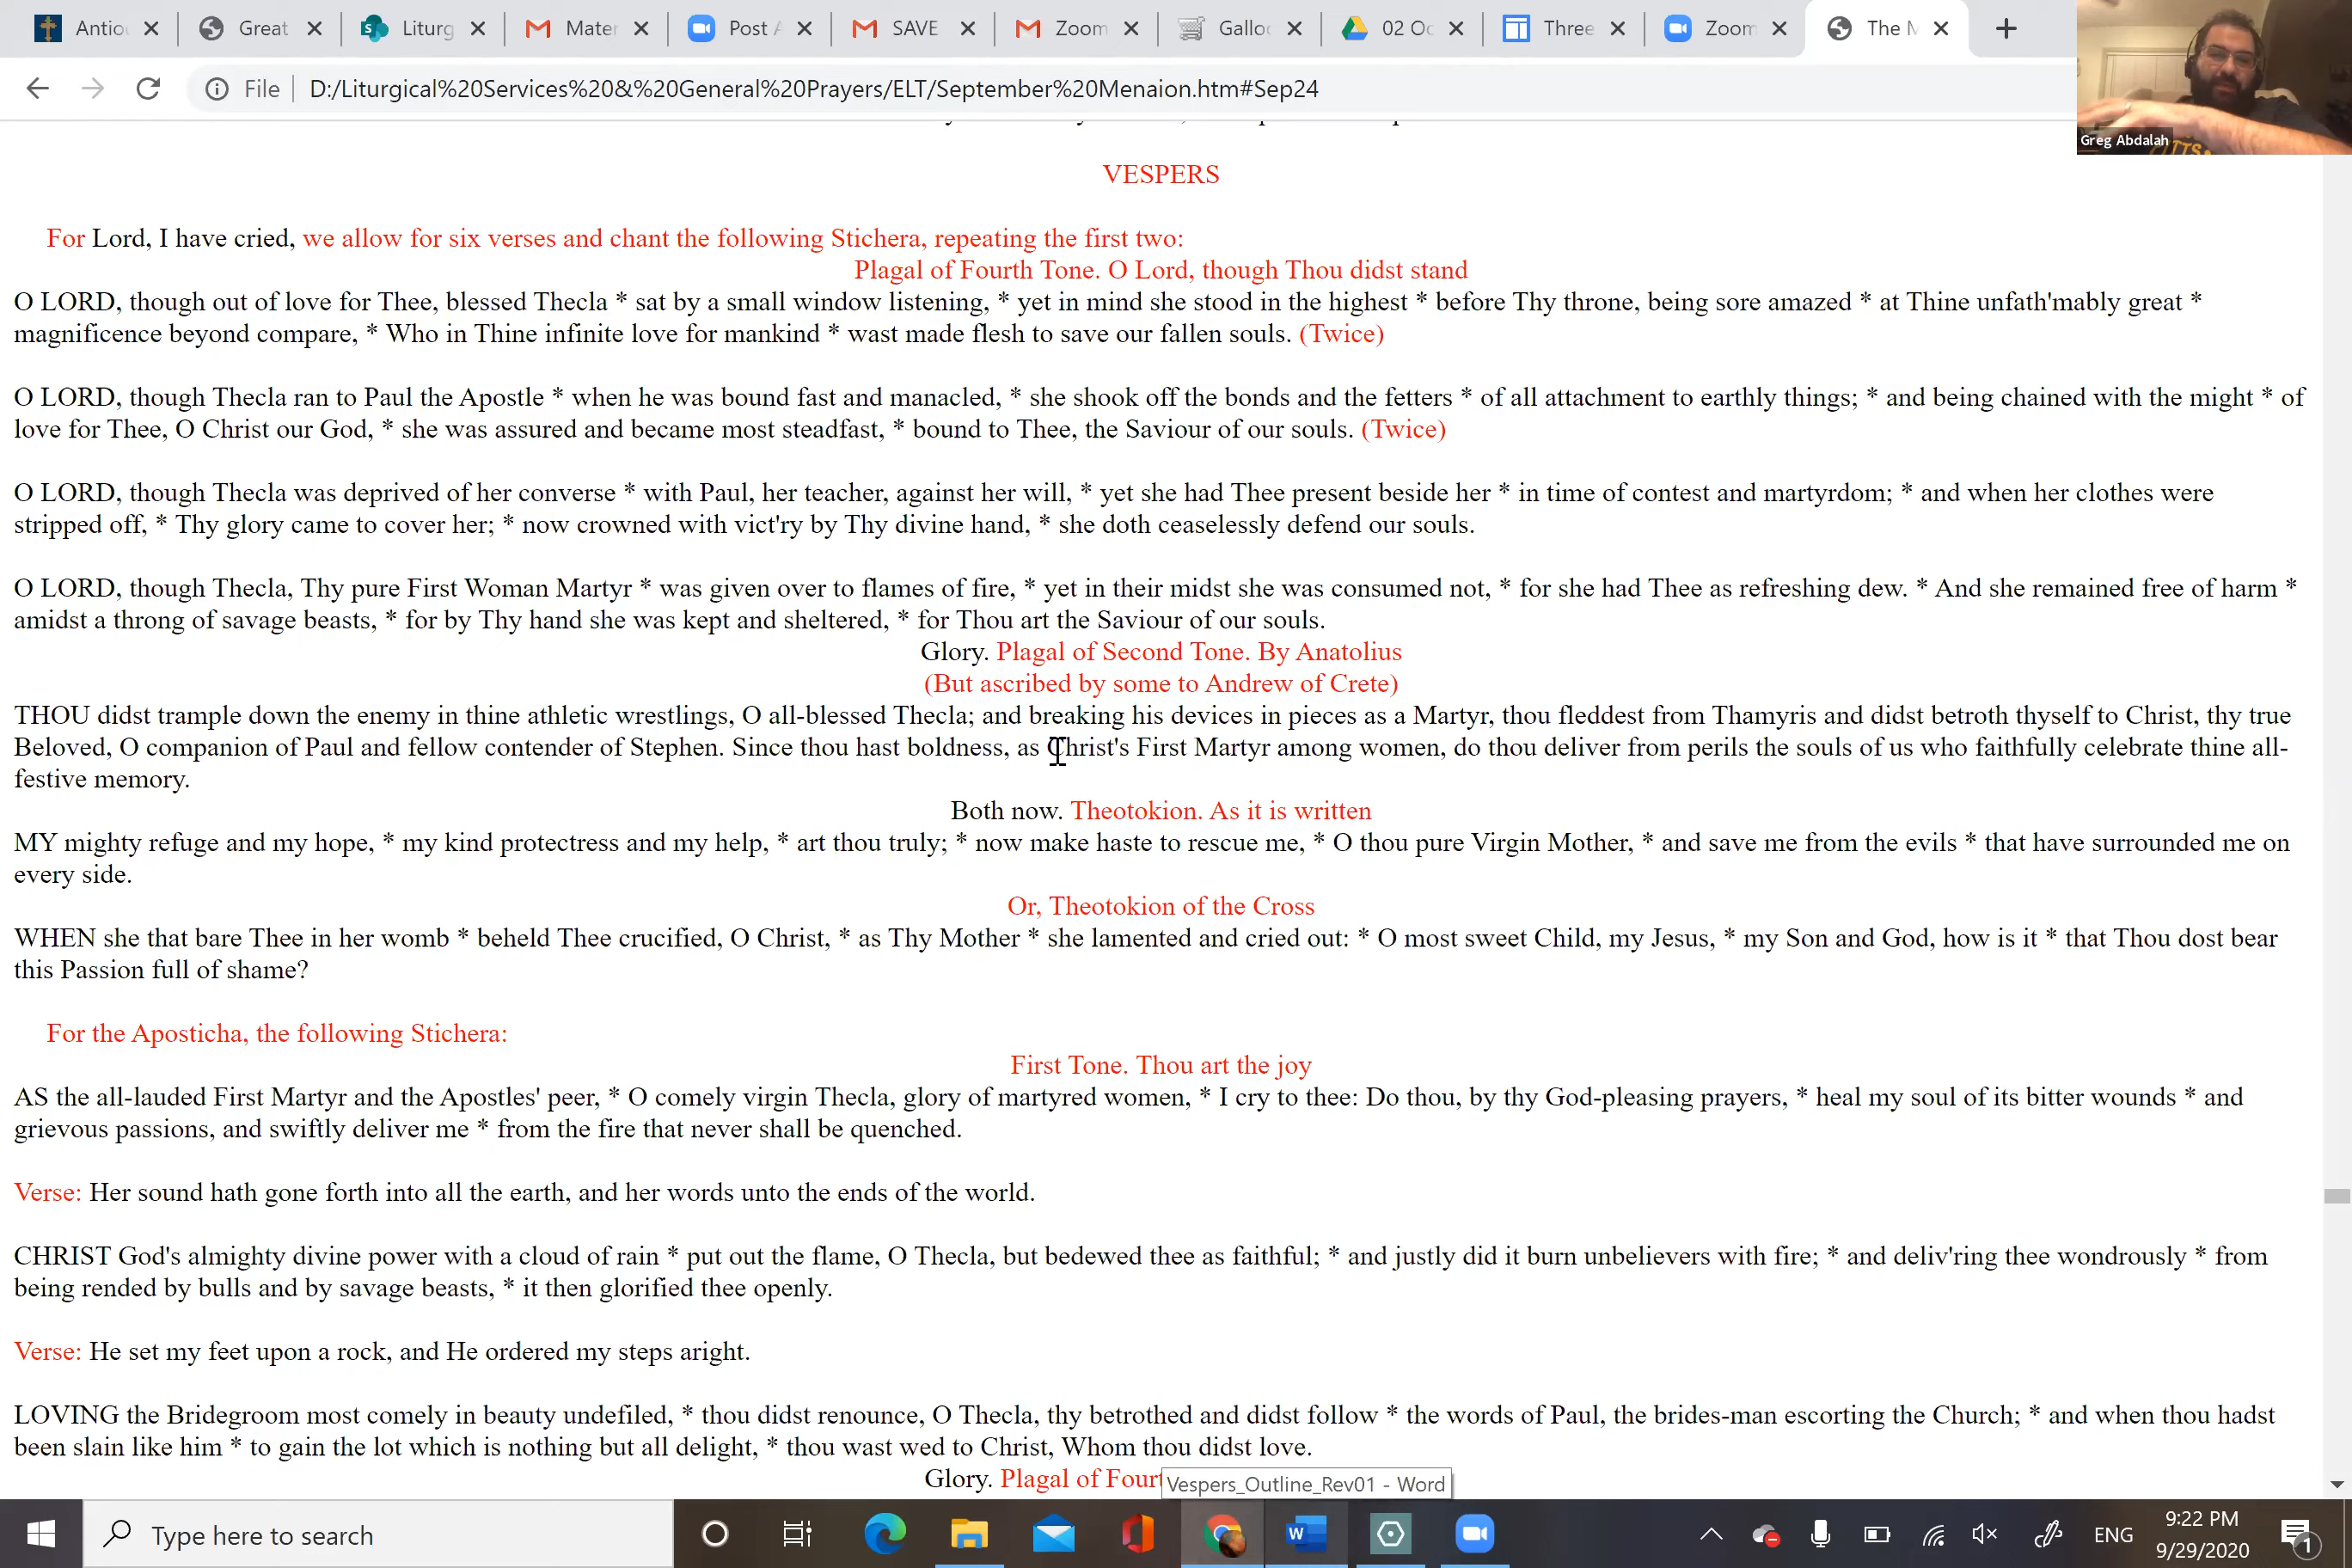 Antio
Great
Liturg
Mater
Post A
SAVE
Zoom
Galloc
02 Oc
Three
Zoom
The M
File
D:/Liturgical%20Services%20&%20General%20Prayers/ELT/September%20Menaion.htm#Sep24
Greg Abdalah
VESPERS
For Lord, I have cried, we allow for six verses and chant the following Stichera, repeating the first two:
Plagal of Fourth Tone. O Lord, though Thou didst stand
O LORD, though out of love for Thee, blessed Thecla * sat by a small window listening, * yet in mind she stood in the highest * before Thy throne, being sore amazed * at Thine unfath'mably great *
magnificence beyond compare, * Who in Thine infinite love for mankind * wast made flesh to save our fallen souls. (Twice)
O LORD, though Thecla ran to Paul the Apostle * when he was bound fast and manacled, * she shook off the bonds and the fetters * of all attachment to earthly things; * and being chained with the might * of
love for Thee, O Christ our God, * she was assured and became most steadfast, * bound to Thee, the Saviour of our souls. (Twice)
O LORD, though Thecla was deprived of her converse * with Paul, her teacher, against her will, * yet she had Thee present beside her * in time of contest and martyrdom; * and when her clothes were
stripped off, * Thy glory came to cover her; * now crowned with vict'ry by Thy divine hand, * she doth ceaselessly defend our souls.
O LORD, though Thecla, Thy pure First Woman Martyr * was given over to flames of fire, * yet in their midst she was consumed not, * for she had Thee as refreshing dew. * And she remained free of harm *
amidst a throng of savage beasts, * for by Thy hand she was kept and sheltered, * for Thou art the Saviour of our souls.
Glory. Plagal of Second Tone. By Anatolius
(But ascribed by some to Andrew of Crete)
THOU didst trample down the enemy in thine athletic wrestlings, O all-blessed Thecla; and breaking his devices in pieces as a Martyr, thou fleddest from Thamyris and didst betroth thyself to Christ, thy true
Beloved, O companion of Paul and fellow contender of Stephen. Since thou hast boldness, as Christ's First Martyr among women, do thou deliver from perils the souls of us who faithfully celebrate thine all-
festive memory.
Both now. Theotokion. As it is written
MY mighty refuge and my hope, * my kind protectress and my help, * art thou truly; * now make haste to rescue me, * O thou pure Virgin Mother, * and save me from the evils * that have surrounded me on
every side.
Or, Theotokion of the Cross
WHEN she that bare Thee in her womb * beheld Thee crucified, O Christ, * as Thy Mother * she lamented and cried out: * O most sweet Child, my Jesus, * my Son and God, how is it * that Thou dost bear
this Passion full of shame?
For the Aposticha, the following Stichera:
First Tone. Thou art the joy
AS the all-lauded First Martyr and the Apostles' peer, * O comely virgin Thecla, glory of martyred women, * I cry to thee: Do thou, by thy God-pleasing prayers, * heal my soul of its bitter wounds * and
grievous passions, and swiftly deliver me * from the fire that never shall be quenched.
Verse: Her sound hath gone forth into all the earth, and her words unto the ends of the world.
CHRIST God's almighty divine power with a cloud of rain * put out the flame, O Thecla, but bedewed thee as faithful; * and justly did it burn unbelievers with fire; * and deliv'ring thee wondrously * from
being rended by bulls and by savage beasts, * it then glorified thee openly.
Verse: He set my feet upon a rock, and He ordered my steps aright.
LOVING the Bridegroom most comely in beauty undefiled, * thou didst renounce, O Thecla, thy betrothed and didst follow * the words of Paul, the brides-man escorting the Church; * and when thou hadst
been slain like him * to gain the lot which is nothing but all delight, * thou wast wed to Christ, Whom thou didst love.
Glory. Plagal of Fourt
Vespers_Outline_Rev01 - Word
Type here to search
ENG
9:22 PM
9/29/2020
1